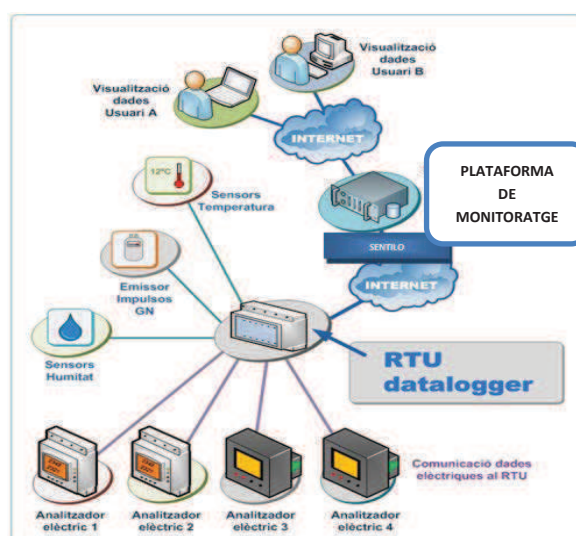 Visualització
dades
Usuari B
Visualització
dades
Usuari A
INTERNET
PLATAFORMA
DE
MONITORATGE
12ºC
Sensors
Temperatura
SENTILO
Emissor
Impulsos
GN
INTERNET
Sensors
Humitat
RTU
datalogger
Comunicació dades
elèctriques al RTU
Analitzador
elèctric 1
Analitzador
elèctric 2
Analitzador
elèctric 3
Analitzador
elèctric 4